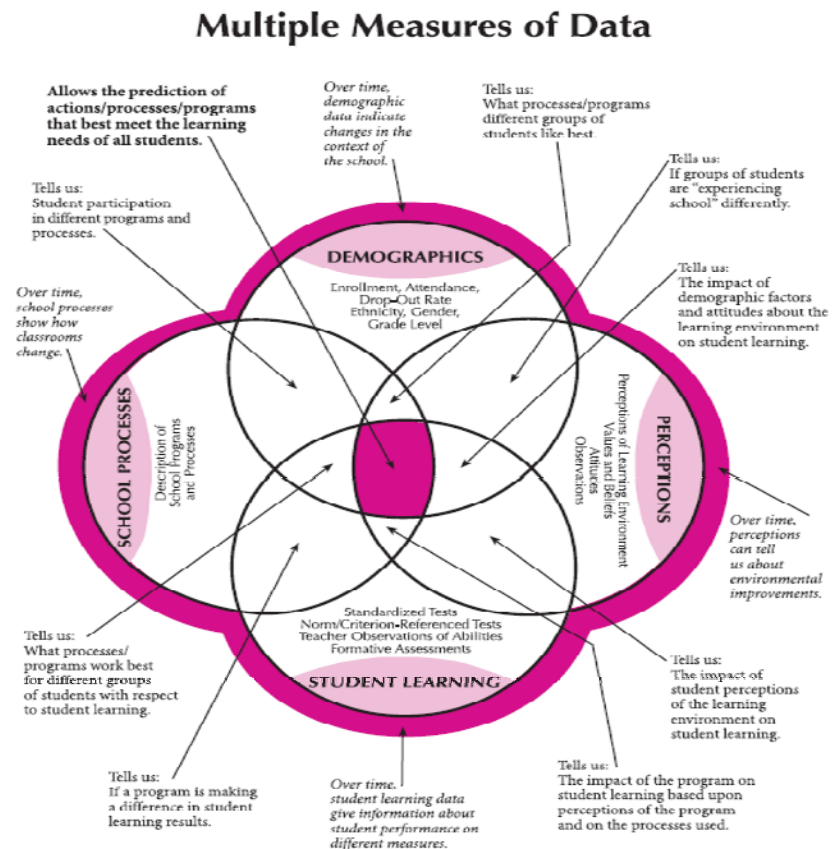 Multiple Measures of Data
Allows the prediction of
actions/processes/programs
that best meet the learning
needs of all students.
Over time,
demographic
data indicate
changes in the
context of
the school.
Tells us:
What processes/programs
different groups of
students like best.
Tells us:
If groups of students
are “experiencing
school” differently.
Tells us:
Student participation
in different programs and
processes.
Tells us:
The impact of
demographic factors
and attitudes about the
learning environment
on student learning.
Over time,
school processes
show how
classrooms
change.
DEMOGRAPHICS
Enrollment, Attendance,
Drop-Out Rate
Ethnicity, Gender,
Grade Level
SCHOOL PROCESSES
Description of
School Programs
and Processes
PERCEPTIONS
Perceptions of Learning Environment
Values and Beliefs
Attitudes
Observations
Over time,
perceptions
can tell
us about
environmental
improvements.
Standardized Tests
Norm/Criterion-Referenced Tests
Teacher Observations of Abilities
Formative Assessments
STUDENT LEARNING
Tells us:
What processes/
programs work best
for different groups
of students with respect
to student learning.
Tells us:
The impact of
student perceptions
of the learning
environment on
student learning.
Tells us:
If a program is making
a difference in student
learning results.
Over time,
student learning data
give information about
student performance on
different measures.
Tells us:
The impact of the program on
student learning based upon
perceptions of the program
and on the processes used.